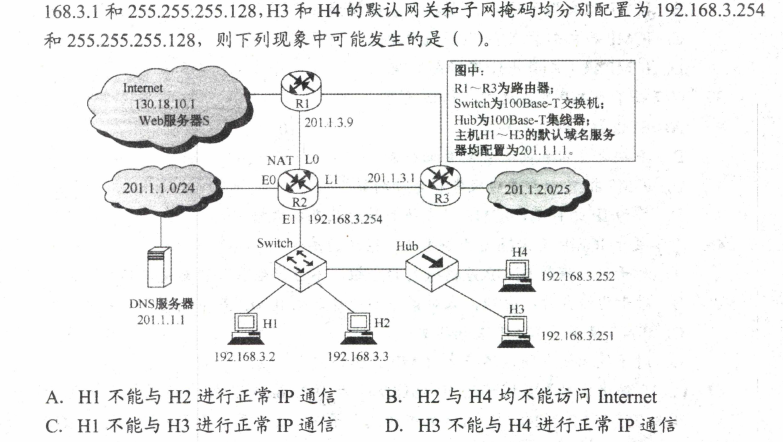 168.3.1 和 255.255.255.128,H3 和 H4 的默认网关和子网掩码均分别配置为 192.168.3.254
和 255.255.255.128，则下列现象中可能发生的是（ ）。
图中：
R1～R3为路由器；
Switch为100Base-T交换机；
Hub为100Base-T集线器；
主机H1～H3的默认域名服务
器均配置为201.1.1.1。
Internet
130.18.10.1
Web服务器S
R1
201.1.3.9
NAT L0
201.1.1.0/24
E0
L1
201.1.3.1
R2
R3
201.1.2.0/25
E1
192.168.3.254
Switch
Hub
H4
192.168.3.252
DNS服务器
201.1.1.1
H1
H2
H3
192.168.3.251
192.168.3.2
192.168.3.3
A. H1 不能与 H2 进行正常 IP 通信
B. H2 与 H4 均不能访问 Internet
C. H1 不能与 H3 进行正常 IP 通信
D. H3 不能与 H4 进行正常 IP 通信